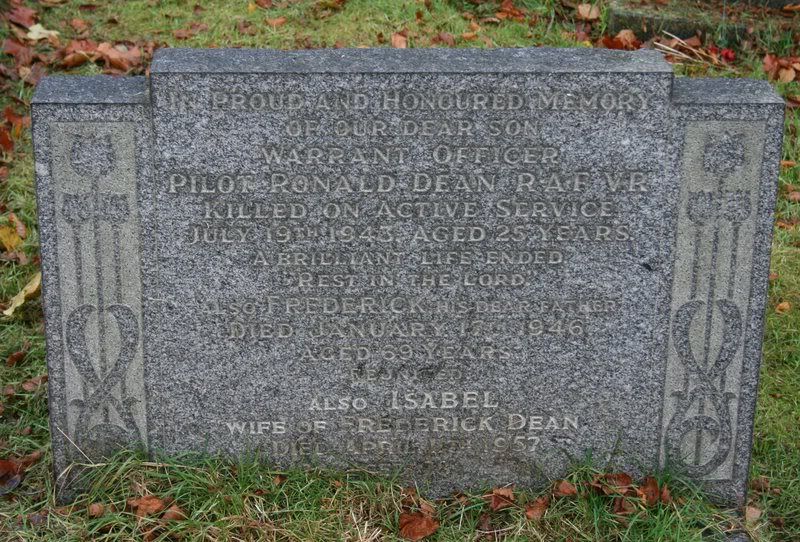 IN PROUD AND HONOURED MEMORY
OF OUR DEAR SON
WARRANT OFFICER
PILOT RONALD DEAN R.A.F.V.R.
KILLED ON ACTIVE SERVICE
JULY 19TH 1943, AGED 25 YEARS.
A BRILLIANT LIFE ENDED
REST IN THE LORD.
ALSO FREDERICK HIS DEAR FATHER
DIED JANUARY 1946
AGED 69 YEARS
ALSO ISABEL
WIFE OF FREDERICK DEAN
DIED APRIL 1957